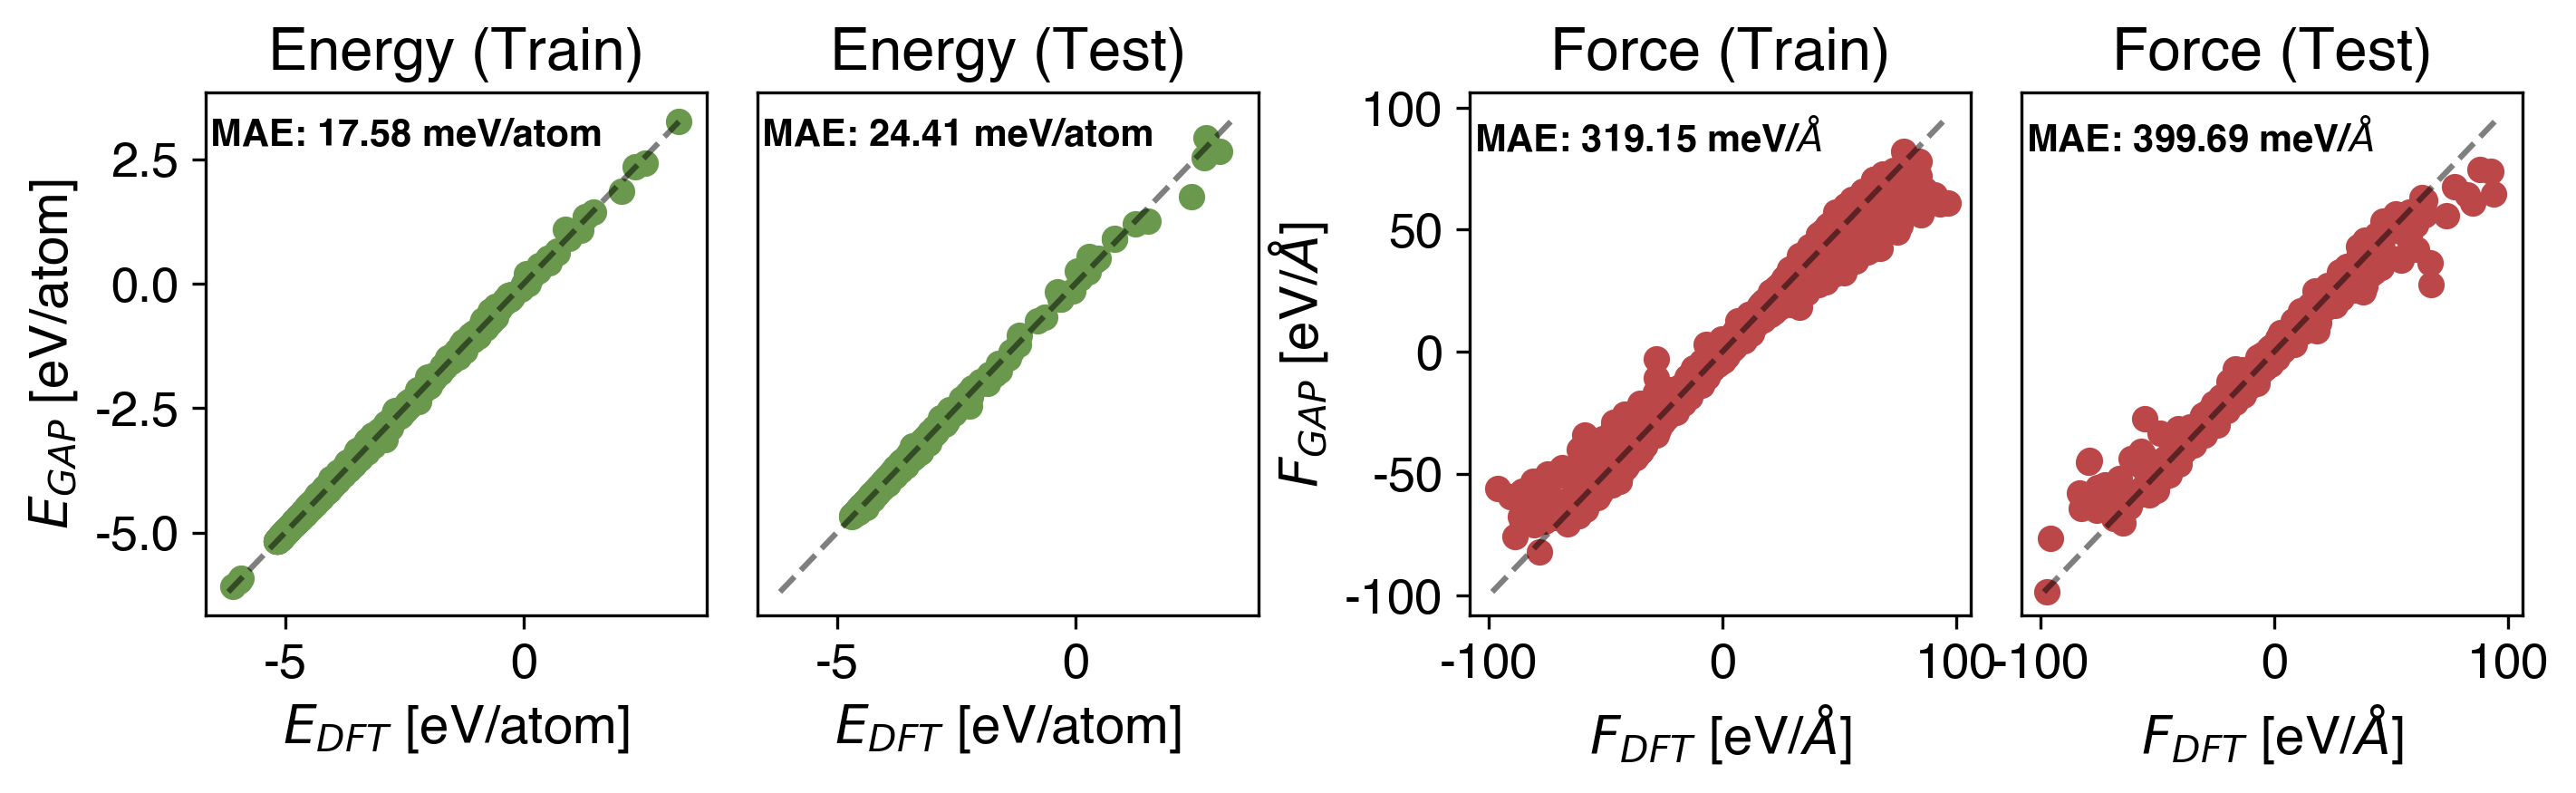 Energy (Train)
Energy (Test)
Force (Train)
Force (Test)
MAE: 17.58 meV/atom
MAE: 24.41 meV/atom
MAE: 319.15 meV/Å
MAE: 399.69 meV/Å
E_GAP [eV/atom]
2.5
0.0
-2.5
-5.0
F_GAP [eV/Å]
100
50
0
-50
-100
-5 0
-5 0
-100 0 100
-100 0 100
E_DFT [eV/atom]
E_DFT [eV/atom]
F_DFT [eV/Å]
F_DFT [eV/Å]